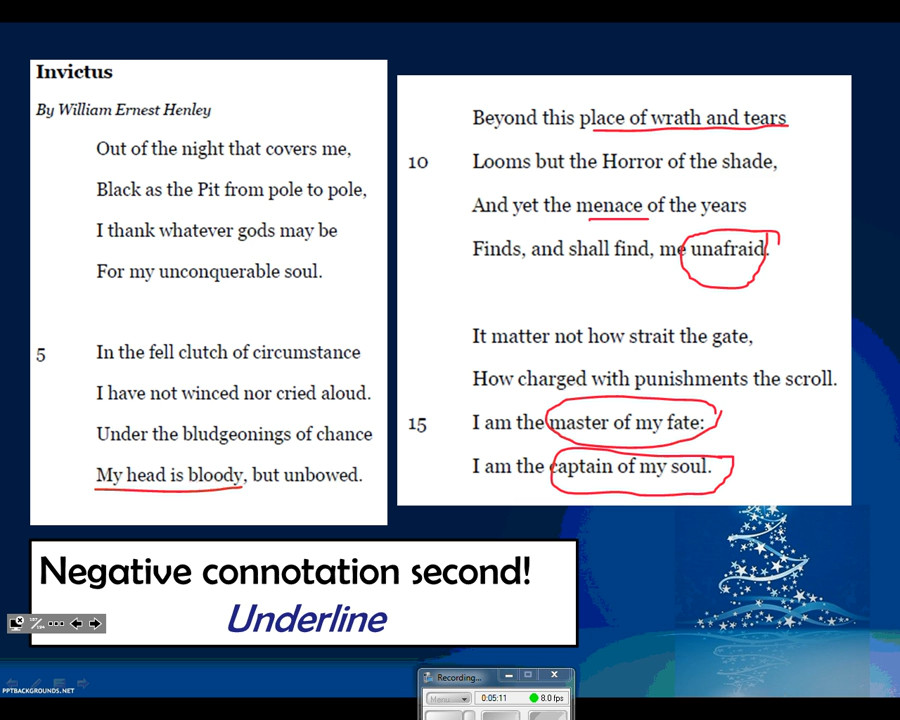 Invictus
By William Ernest Henley
Out of the night that covers me,
Black as the Pit from pole to pole,
I thank whatever gods may be
For my unconquerable soul.
5 In the fell clutch of circumstance
I have not winced nor cried aloud.
Under the bludgeonings of chance
My head is bloody, but unbowed.
Beyond this place of wrath and tears
10 Looms but the Horror of the shade,
And yet the menace of the years
Finds, and shall find, me unafraid.
It matter not how strait the gate,
How charged with punishments the scroll.
15 I am the master of my fate:
I am the captain of my soul.
Negative connotation second!
Underline
PPTBACKGROUNDS.NET
Recording...
Menu
0:05:11
8.0 fps